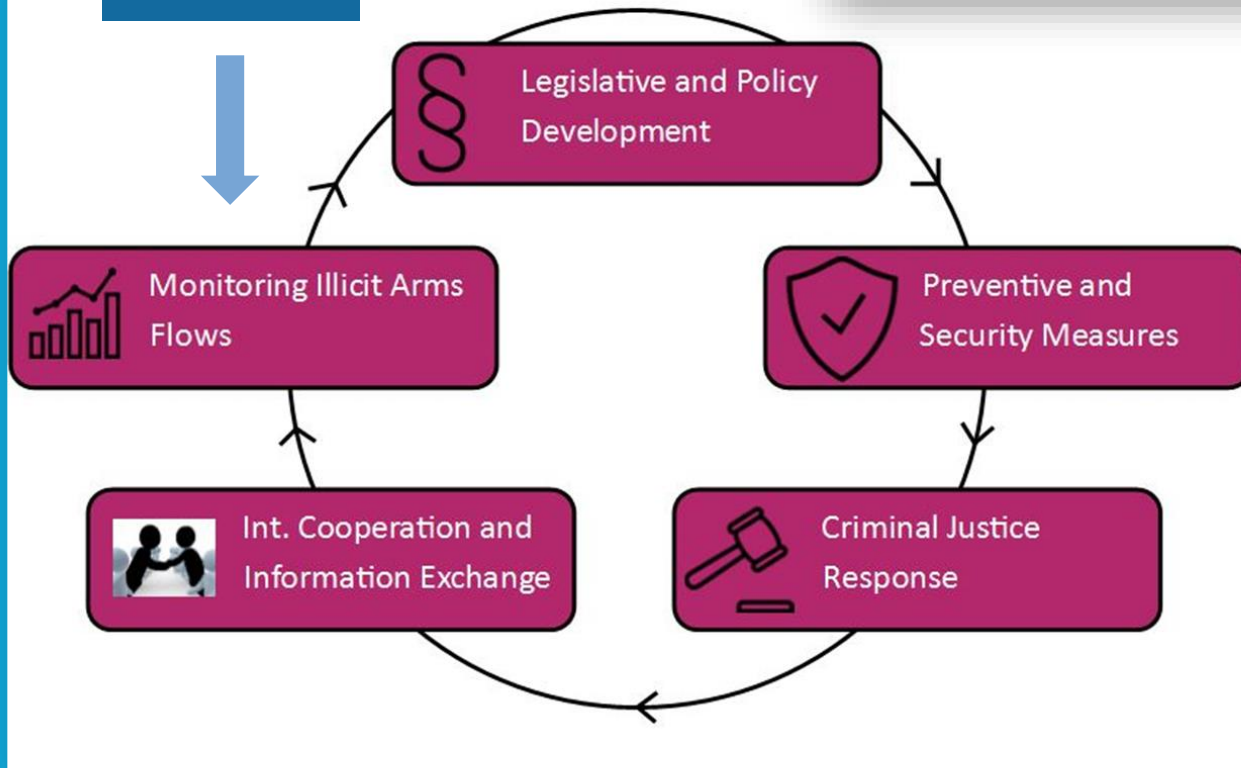 § Legislative and Policy
Development
Monitoring Illicit Arms
Flows
Preventive and
Security Measures
Int. Cooperation and
Information Exchange
Criminal Justice
Response